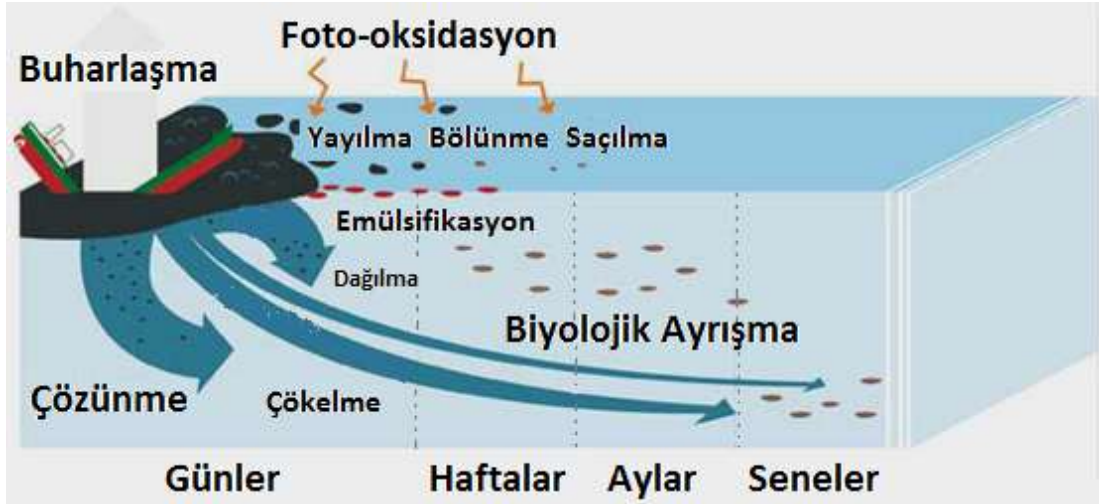 Foto-oksidasyon
Buharlaşma
Yayılma Bölünme Saçılma
Emülsifikasyon
Dağılma
Biyolojik Ayrışma
Çözünme
Çökelme
Günler Haftalar Aylar Seneler